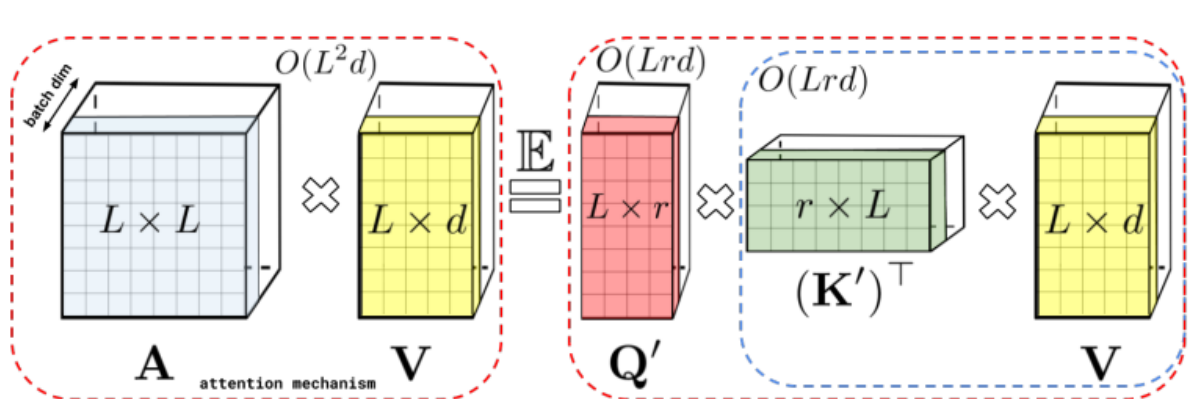 batch dim
O(L²d)
L × L
×
L × d
𝔼
=
O(Lrd)
L × r
×
O(Lrd)
r × L
×
L × d
A
attention mechanism
V
Q′
(K′)⊤
V